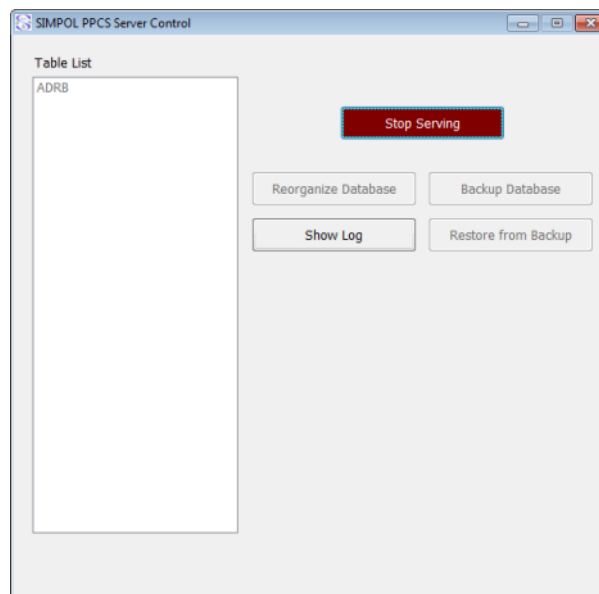 SIMPOL PPCS Server Control
Table List
ADRB
Stop Serving
Reorganize Database
Backup Database
Show Log
Restore from Backup